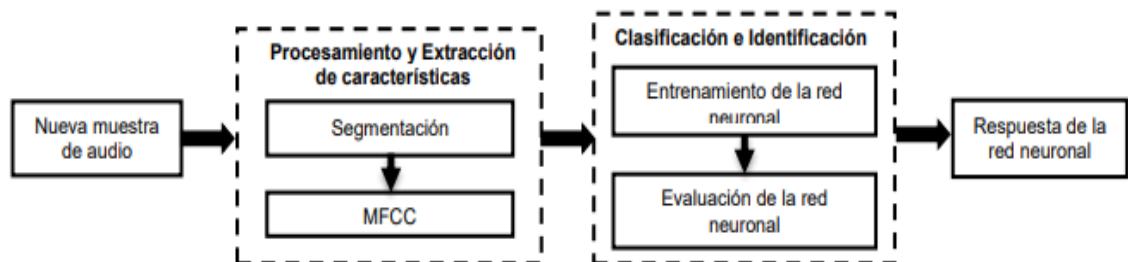 Nueva muestra
de audio
Procesamiento y Extracción
de características
Segmentación
MFCC
Clasificación e Identificación
Entrenamiento de la red
neuronal
Evaluación de la red
neuronal
Respuesta de la
red neuronal